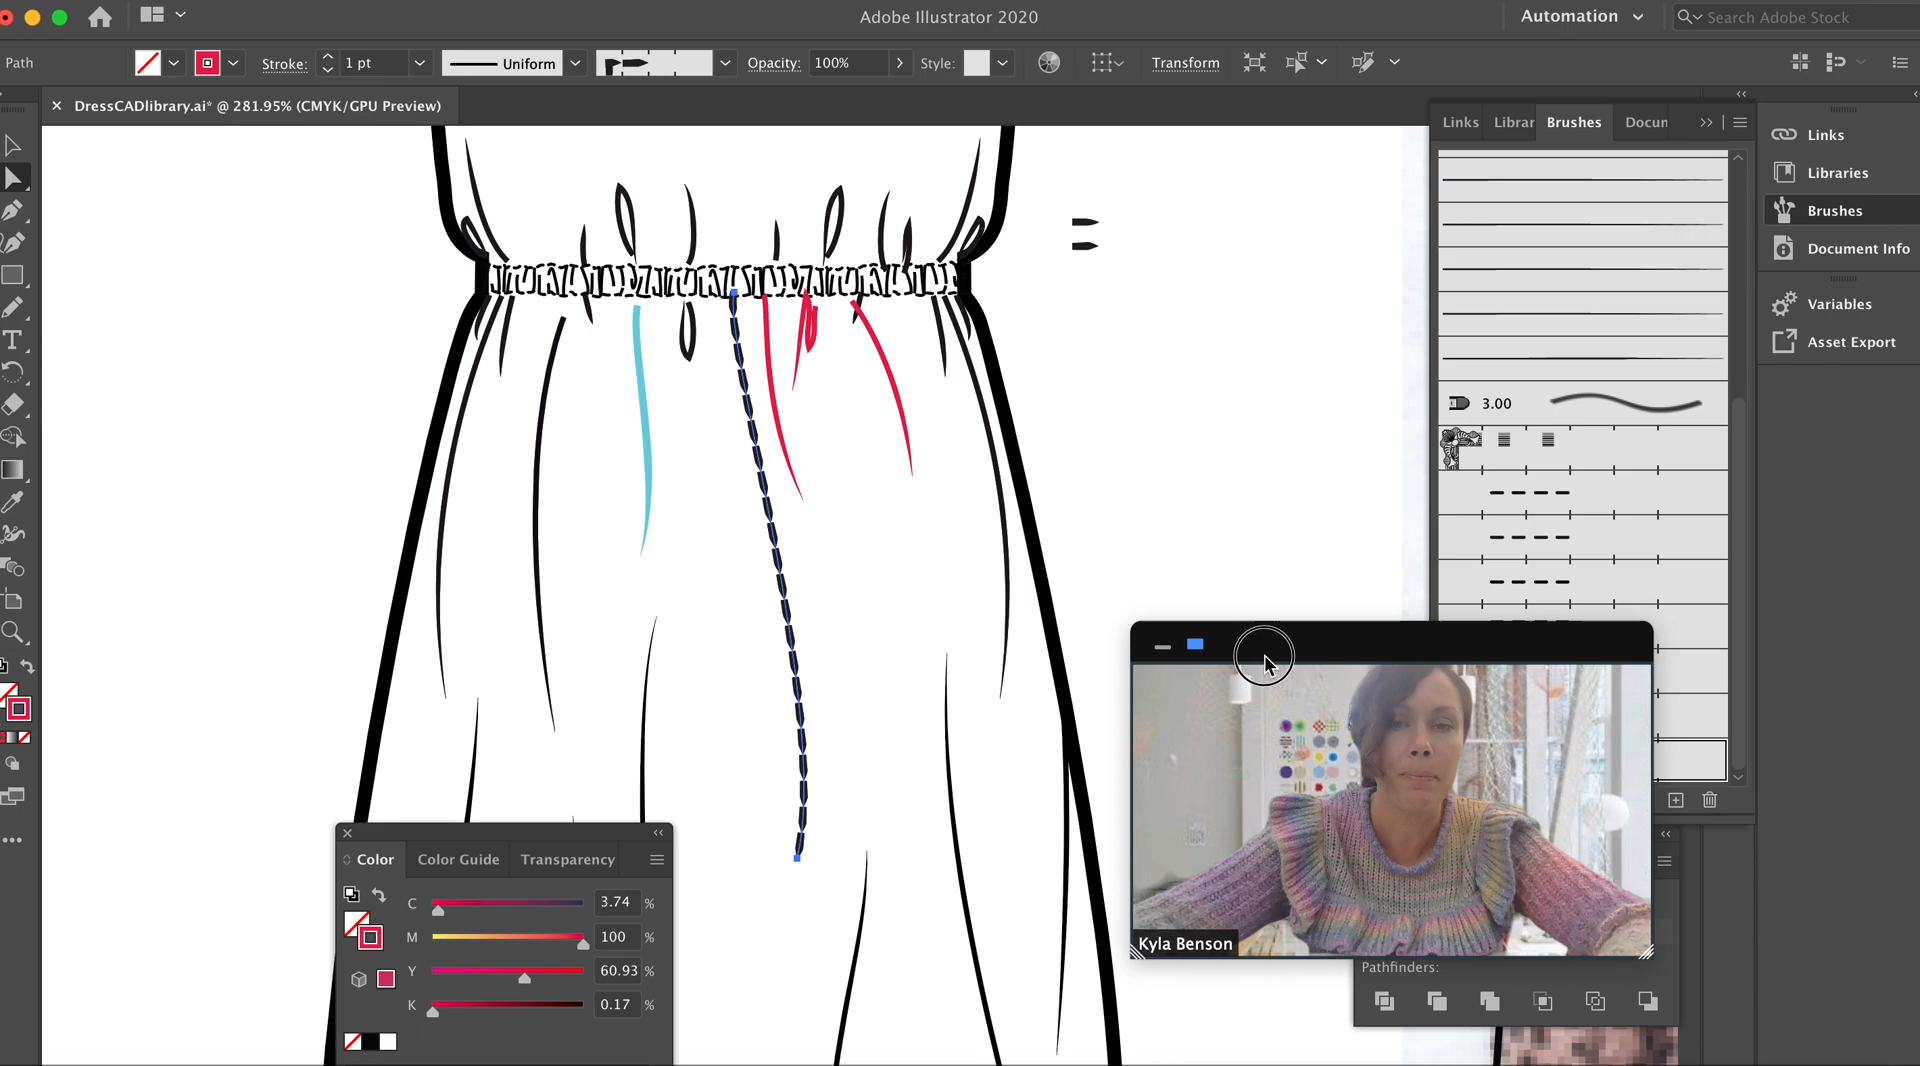 Adobe Illustrator 2020
Automation
Search Adobe Stock
Path
Stroke:
1 pt
Uniform
Opacity:
100%
Style:
Transform
DressCADlibrary.ai* @ 281.95% (CMYK/GPU Preview)
Links
Librar
Brushes
Docun
3.00
Links
Libraries
Brushes
Document Info
Variables
Asset Export
Kyla Benson
Pathfinders:
Color
Color Guide
Transparency
C
3.74
%
M
100
%
Y
60.93
%
K
0.17
%